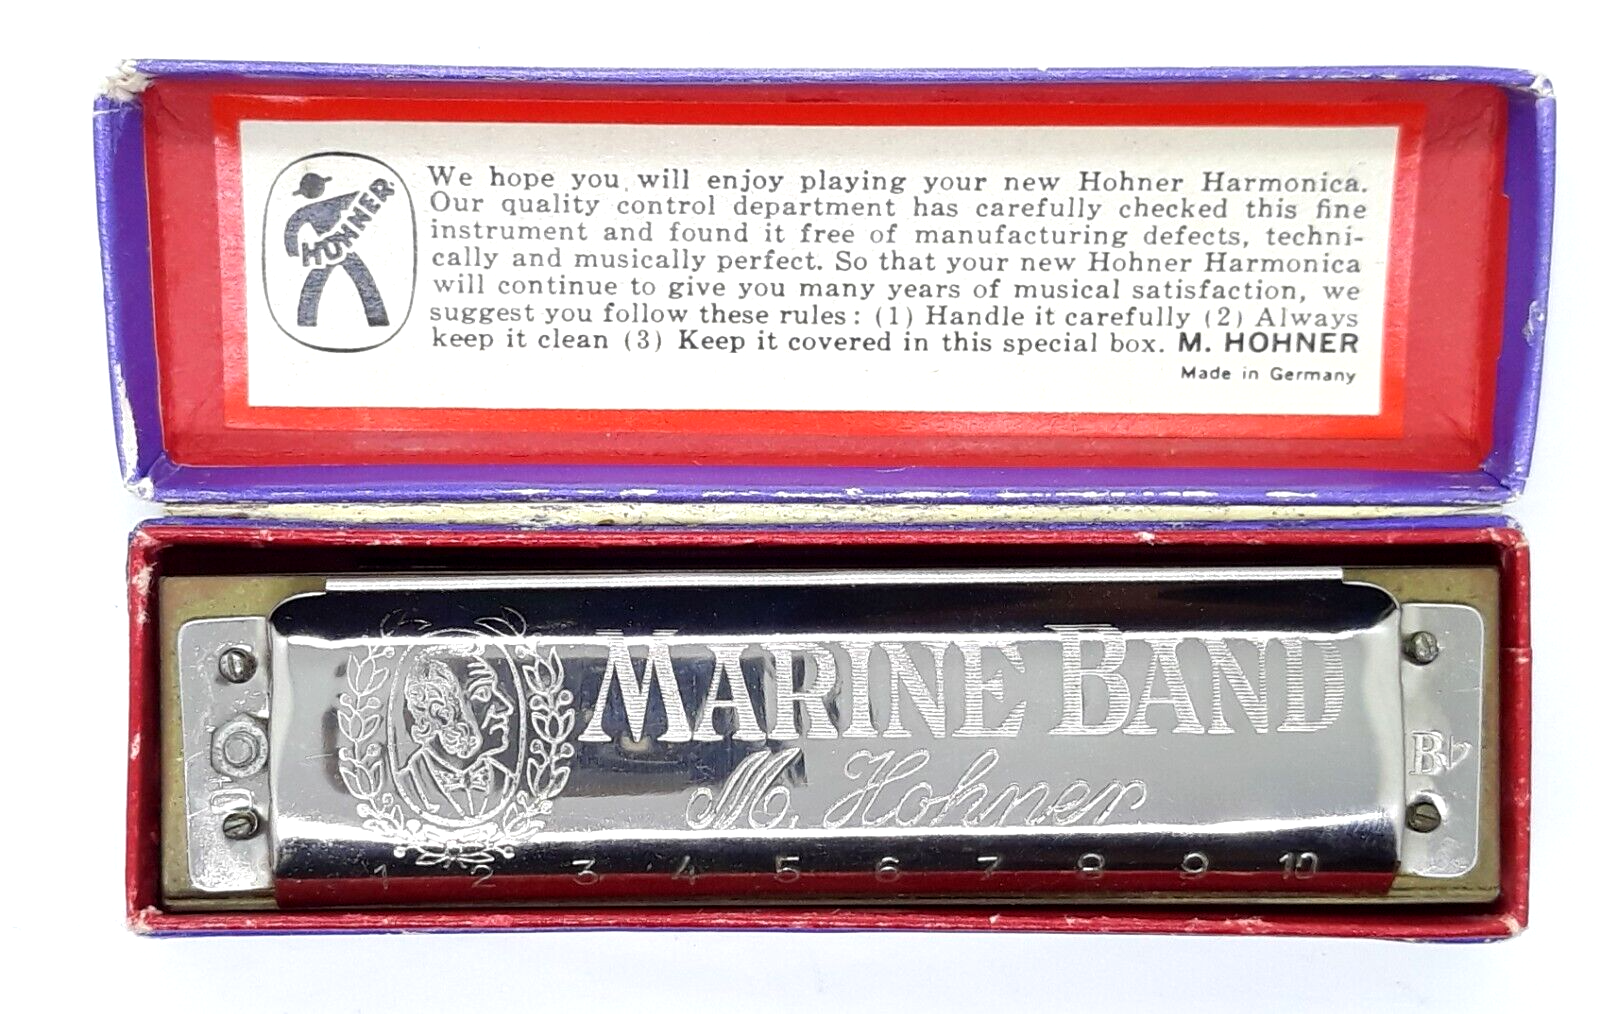 HOHNER
We hope you will enjoy playing your new Hohner Harmonica.
Our quality control department has carefully checked this fine
instrument and found it free of manufacturing defects, techni-
cally and musically perfect. So that your new Hohner Harmonica
will continue to give you many years of musical satisfaction, we
suggest you follow these rules: (1) Handle it carefully (2) Always
keep it clean (3) Keep it covered in this special box. M. HOHNER
Made in Germany
MARINE BAND
M. Hohner
B♭
1 2 3 4 5 6 7 8 9 10